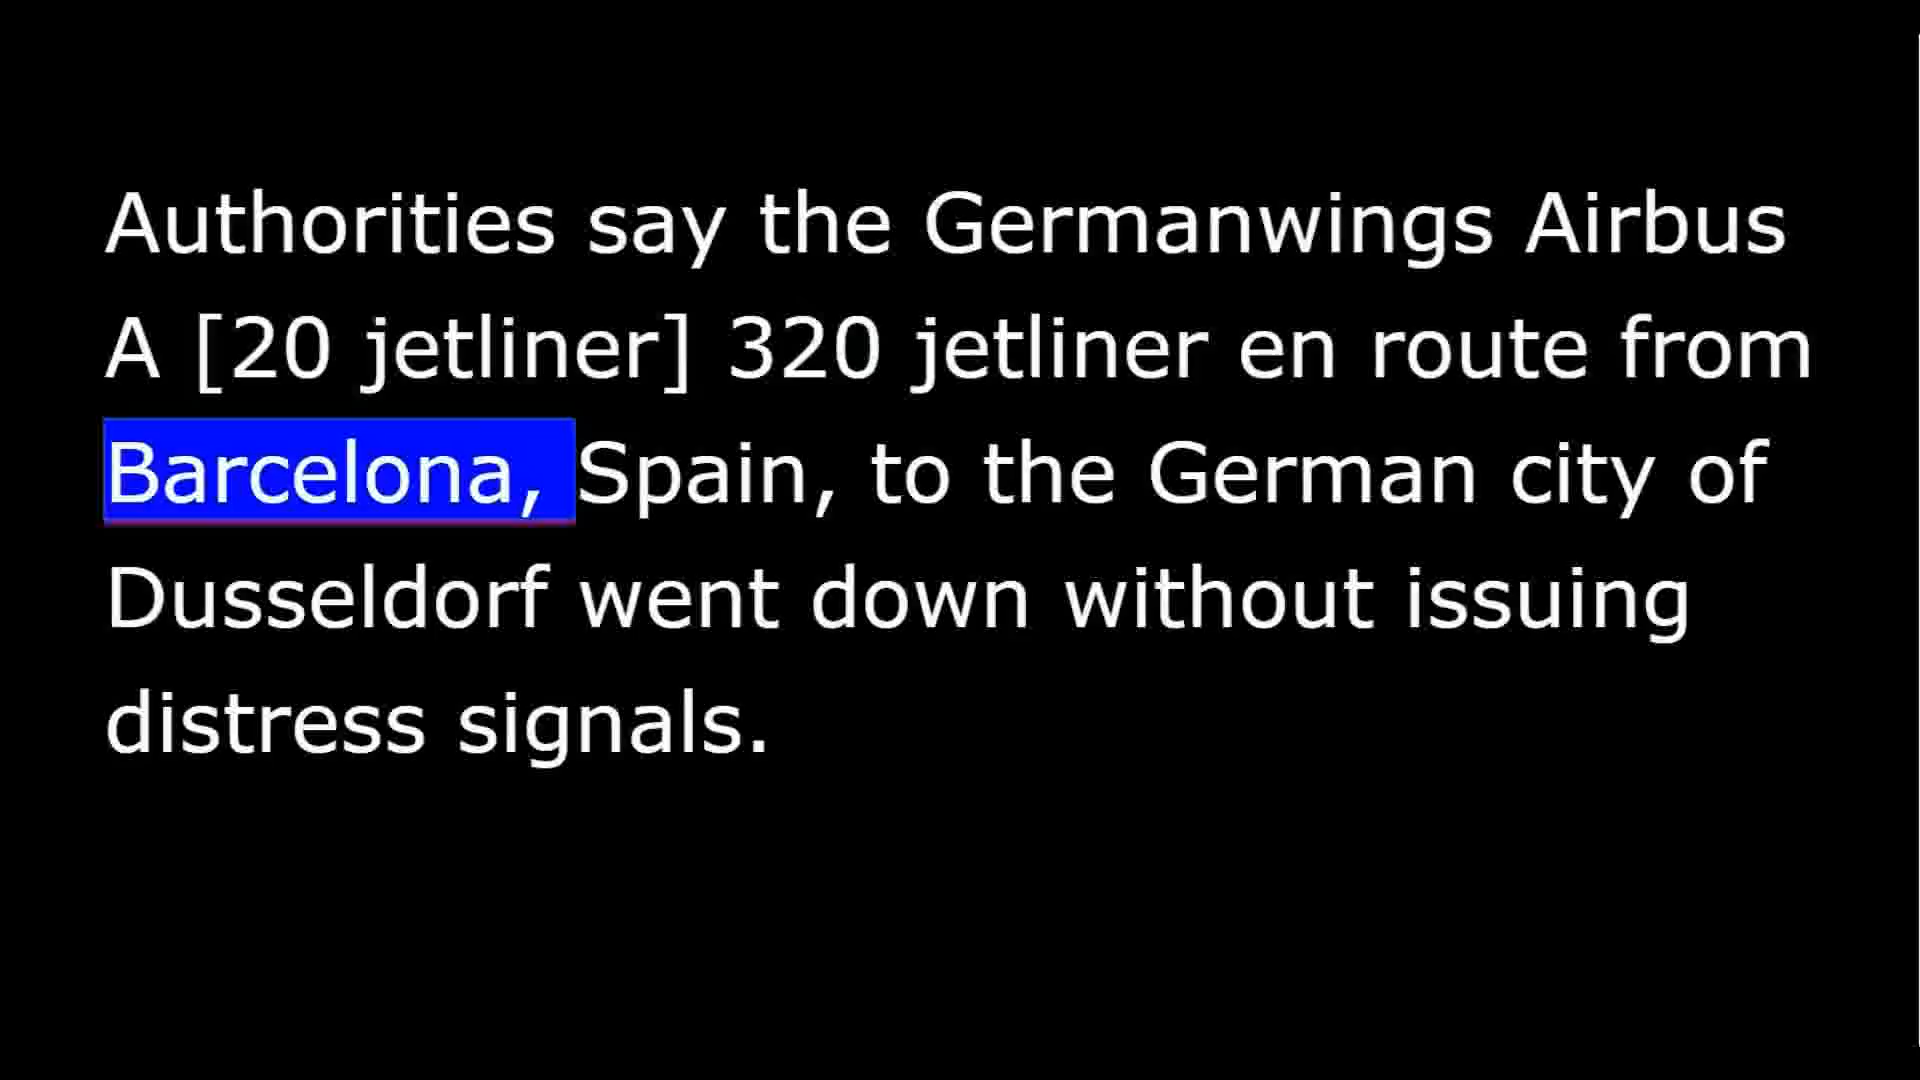 Authorities say the Germanwings Airbus
A [20 jetliner] 320 jetliner en route from
Barcelona, Spain, to the German city of
Dusseldorf went down without issuing
distress signals.